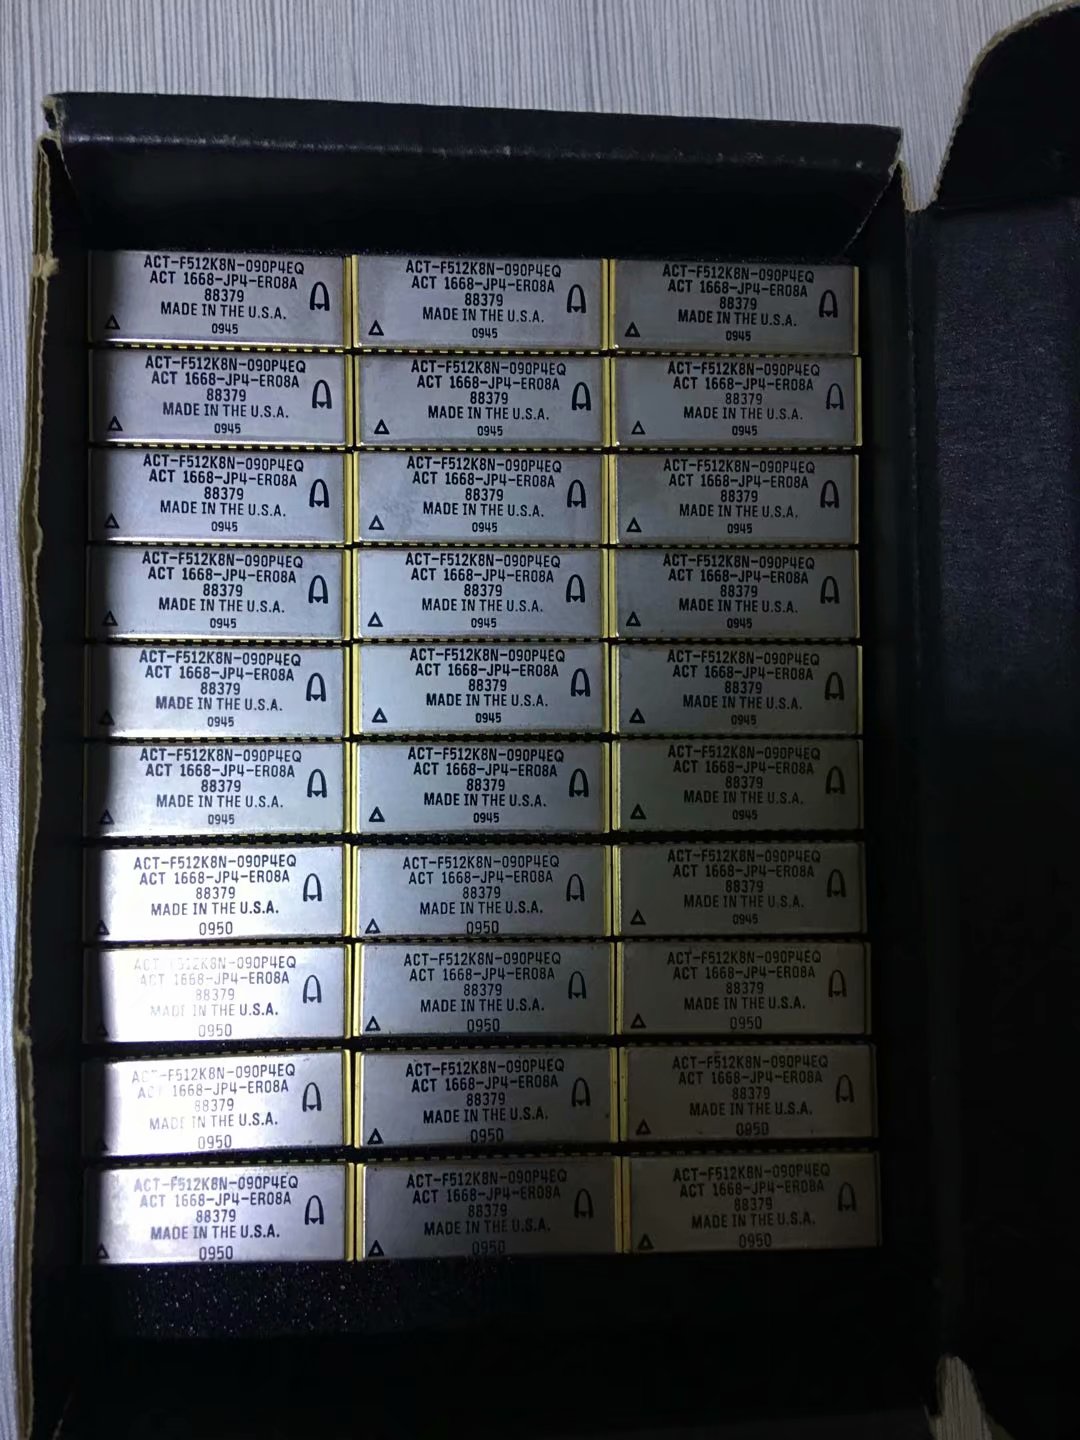 ACT-F512K8N-090P4EQ
ACT 1668-JP4-ER08A
88379
MADE IN THE U.S.A.
0945
ACT-F512K8N-090P4EQ
ACT 1668-JP4-ER08A
88379
MADE IN THE U.S.A.
0945
ACT-F512K8N-090P4EQ
ACT 1668-JP4-ER08A
88379
MADE IN THE U.S.A.
0945
ACT-F512K8N-090P4EQ
ACT 1668-JP4-ER08A
88379
MADE IN THE U.S.A.
0945
ACT-F512K8N-090P4EQ
ACT 1668-JP4-ER08A
88379
MADE IN THE U.S.A.
0945
ACT-F512K8N-090P4EQ
ACT 1668-JP4-ER08A
88379
MADE IN THE U.S.A.
0945
ACT-F512K8N-090P4EQ
ACT 1668-JP4-ER08A
88379
MADE IN THE U.S.A.
0945
ACT-F512K8N-090P4EQ
ACT 1668-JP4-ER08A
88379
MADE IN THE U.S.A.
0945
ACT-F512K8N-090P4EQ
ACT 1668-JP4-ER08A
88379
MADE IN THE U.S.A.
0945
ACT-F512K8N-090P4EQ
ACT 1668-JP4-ER08A
88379
MADE IN THE U.S.A.
0945
ACT-F512K8N-090P4EQ
ACT 1668-JP4-ER08A
88379
MADE IN THE U.S.A.
0945
ACT-F512K8N-090P4EQ
ACT 1668-JP4-ER08A
88379
MADE IN THE U.S.A.
0945
ACT-F512K8N-090P4EQ
ACT 1668-JP4-ER08A
88379
MADE IN THE U.S.A.
0945
ACT-F512K8N-090P4EQ
ACT 1668-JP4-ER08A
88379
MADE IN THE U.S.A.
0945
ACT-F512K8N-090P4EQ
ACT 1668-JP4-ER08A
88379
MADE IN THE U.S.A.
0945
ACT-F512K8N-090P4EQ
ACT 1668-JP4-ER08A
88379
MADE IN THE U.S.A.
0945
ACT-F512K8N-090P4EQ
ACT 1668-JP4-ER08A
88379
MADE IN THE U.S.A.
0945
ACT-F512K8N-090P4EQ
ACT 1668-JP4-ER08A
88379
MADE IN THE U.S.A.
0945
ACT-F512K8N-090P4EQ
ACT 1668-JP4-ER08A
88379
MADE IN THE U.S.A.
0950
ACT-F512K8N-090P4EQ
ACT 1668-JP4-ER08A
88379
MADE IN THE U.S.A.
0950
ACT-F512K8N-090P4EQ
ACT 1668-JP4-ER08A
88379
MADE IN THE U.S.A.
0945
ACT-F512K8N-090P4EQ
ACT 1668-JP4-ER08A
88379
MADE IN THE U.S.A.
0950
ACT-F512K8N-090P4EQ
ACT 1668-JP4-ER08A
88379
MADE IN THE U.S.A.
0950
ACT-F512K8N-090P4EQ
ACT 1668-JP4-ER08A
88379
MADE IN THE U.S.A.
0950
ACT-F512K8N-090P4EQ
ACT 1668-JP4-ER08A
88379
MADE IN THE U.S.A.
0950
ACT-F512K8N-090P4EQ
ACT 1668-JP4-ER08A
88379
MADE IN THE U.S.A.
0950
ACT-F512K8N-090P4EQ
ACT 1668-JP4-ER08A
88379
MADE IN THE U.S.A.
0950
ACT-F512K8N-090P4EQ
ACT 1668-JP4-ER08A
88379
MADE IN THE U.S.A.
0950
ACT-F512K8N-090P4EQ
ACT 1668-JP4-ER08A
88379
MADE IN THE U.S.A.
0950
ACT-F512K8N-090P4EQ
ACT 1668-JP4-ER08A
88379
MADE IN THE U.S.A.
0950